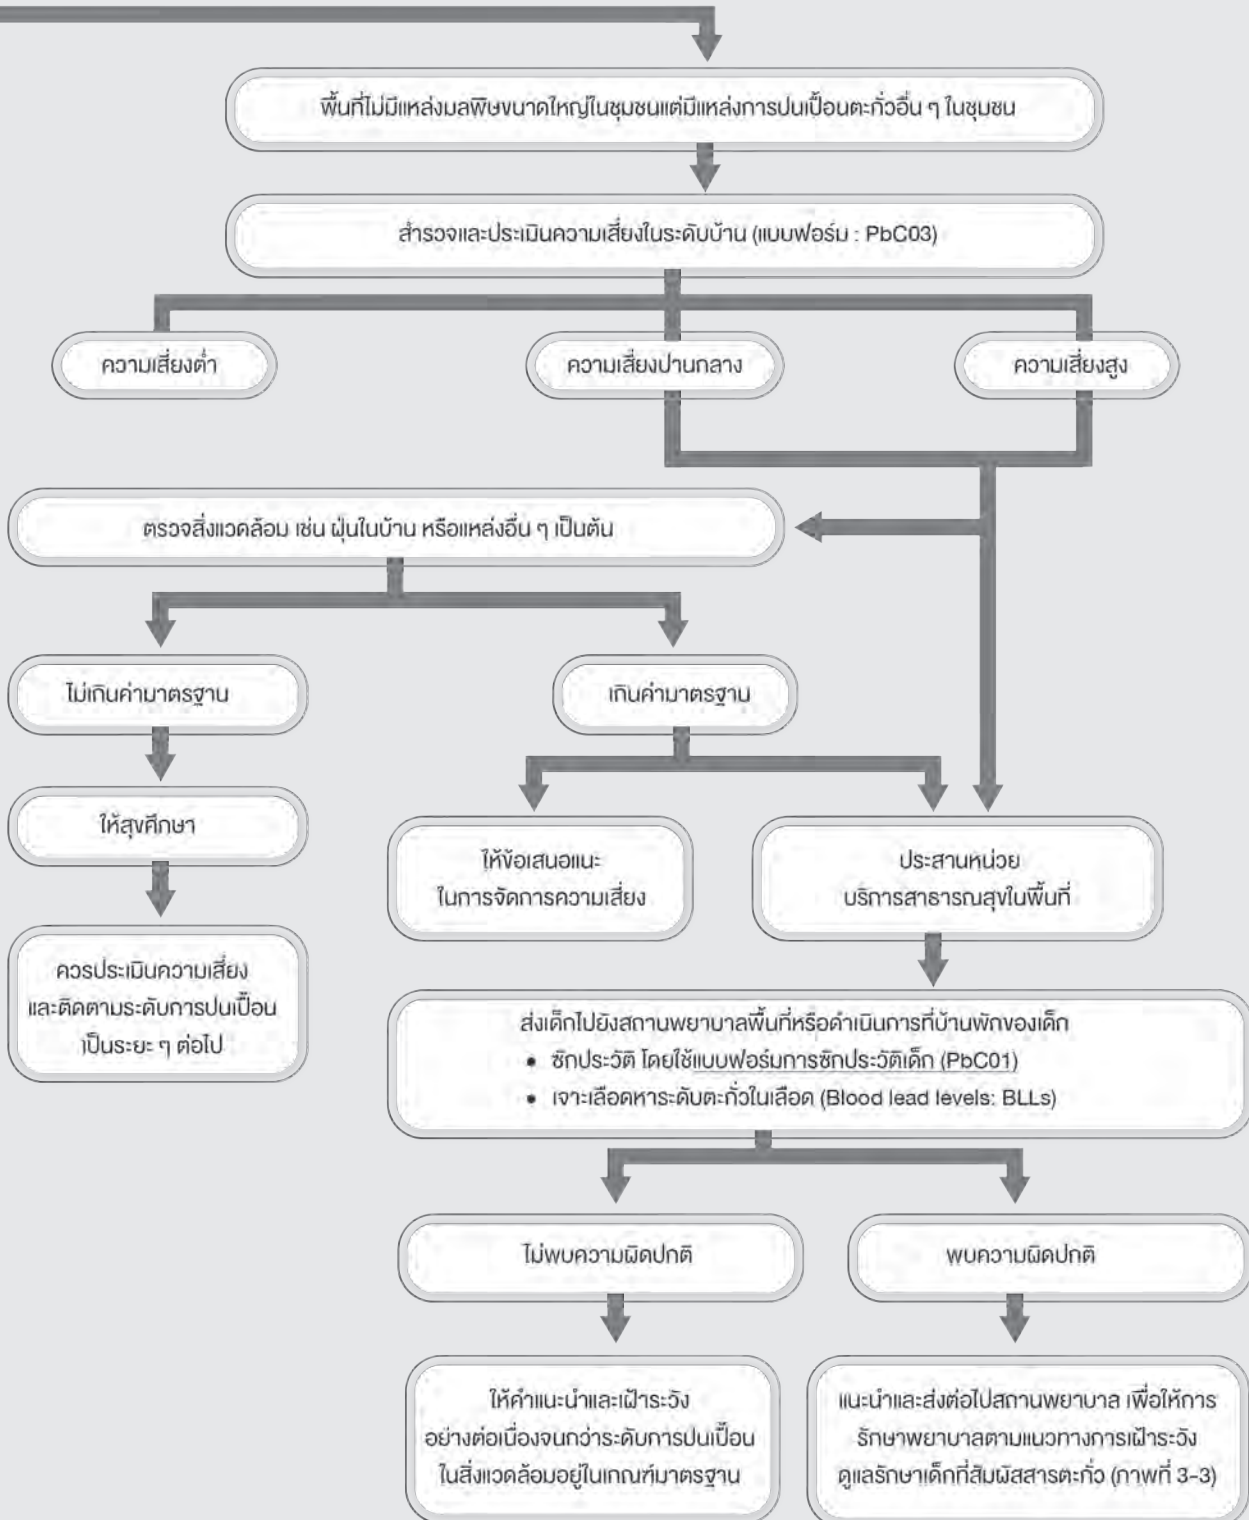 พื้นที่ไม่มีแหล่งมลพิษขนาดใหญ่ในชุมชนแต่มีแหล่งการปนเปื้อนตะกั่วอื่น ๆ ในชุมชน
สำรวจและประเมินความเสี่ยงในระดับบ้าน (แบบฟอร์ม : PbC03)
ความเสี่ยงต่ำ
ความเสี่ยงปานกลาง
ความเสี่ยงสูง
ตรวจสิ่งแวดล้อม เช่น ฝุ่นในบ้าน หรือแหล่งอื่น ๆ เป็นต้น
ไม่เกินค่ามาตรฐาน
เกินค่ามาตรฐาน
ให้สุขศึกษา
ให้ข้อเสนอแนะ
ในการจัดการความเสี่ยง
ประสานหน่วย
บริการสาธารณสุขในพื้นที่
ควรประเมินความเสี่ยง
และติดตามระดับการปนเปื้อน
เป็นระยะ ๆ ต่อไป
ส่งเด็กไปยังสถานพยาบาลพื้นที่หรือดำเนินการที่บ้านพักของเด็ก
• ซักประวัติ โดยใช้แบบฟอร์มการซักประวัติเด็ก (PbC01)
• เจาะเลือดหาระดับตะกั่วในเลือด (Blood lead levels: BLLs)
ไม่พบความผิดปกติ
พบความผิดปกติ
ให้คำแนะนำและเฝ้าระวัง
อย่างต่อเนื่องจนกว่าระดับการปนเปื้อน
ในสิ่งแวดล้อมอยู่ในเกณฑ์มาตรฐาน
แนะนำและส่งต่อไปสถานพยาบาล เพื่อให้การ
รักษาพยาบาลตามแนวทางการเฝ้าระวัง
ดูแลรักษาเด็กที่สัมผัสสารตะกั่ว (ภาพที่ 3-3)